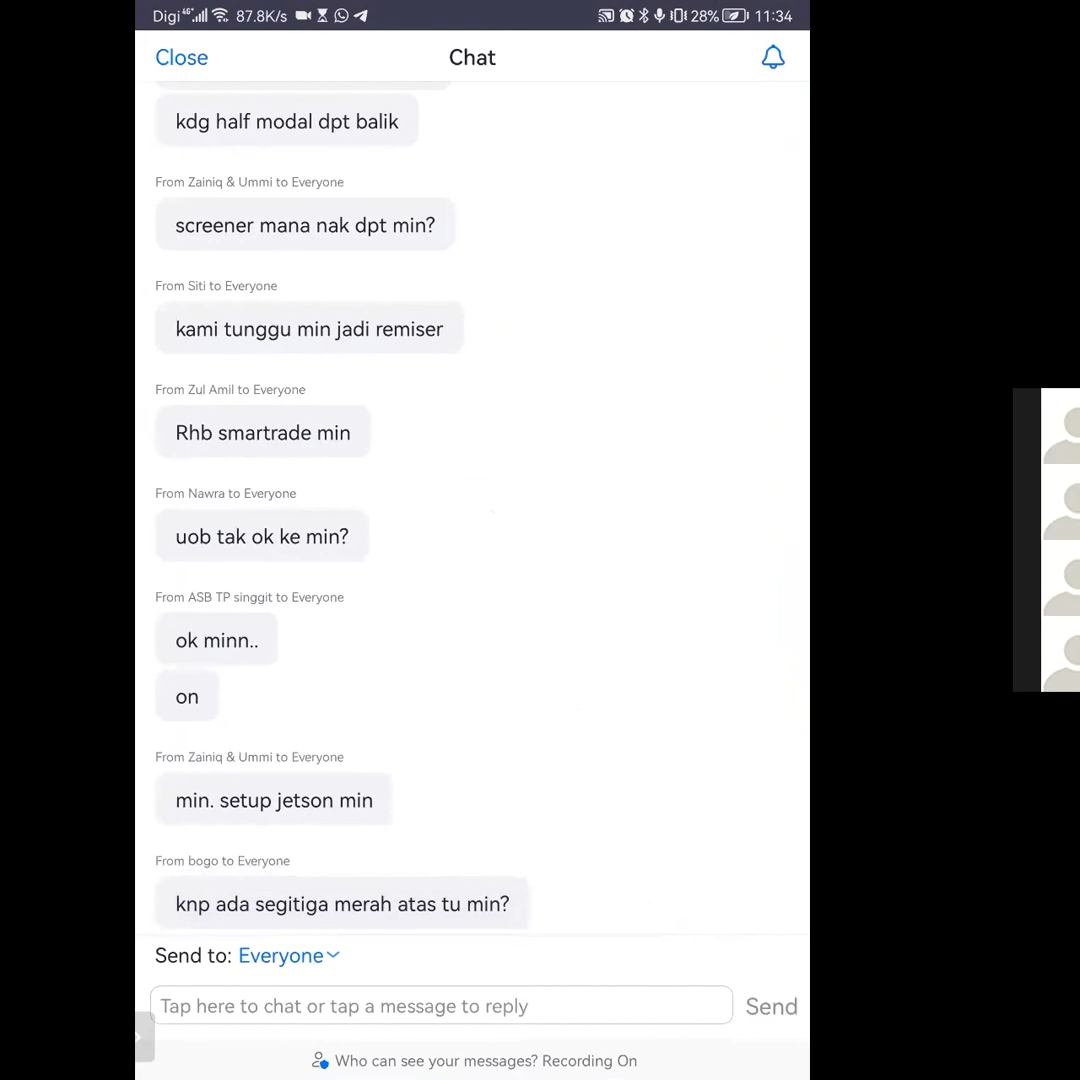 Digi 4G 87.8K/s 28% 11:34
Close Chat
kdg half modal dpt balik
From Zainiq & Ummi to Everyone
screener mana nak dpt min?
From Siti to Everyone
kami tunggu min jadi remiser
From Zul Amil to Everyone
Rhb smartrade min
From Nawra to Everyone
uob tak ok ke min?
From ASB TP singgit to Everyone
ok minn..
on
From Zainiq & Ummi to Everyone
min. setup jetson min
From bogo to Everyone
knp ada segitiga merah atas tu min?
Send to: Everyone
Tap here to chat or tap a message to reply Send
Who can see your messages? Recording On